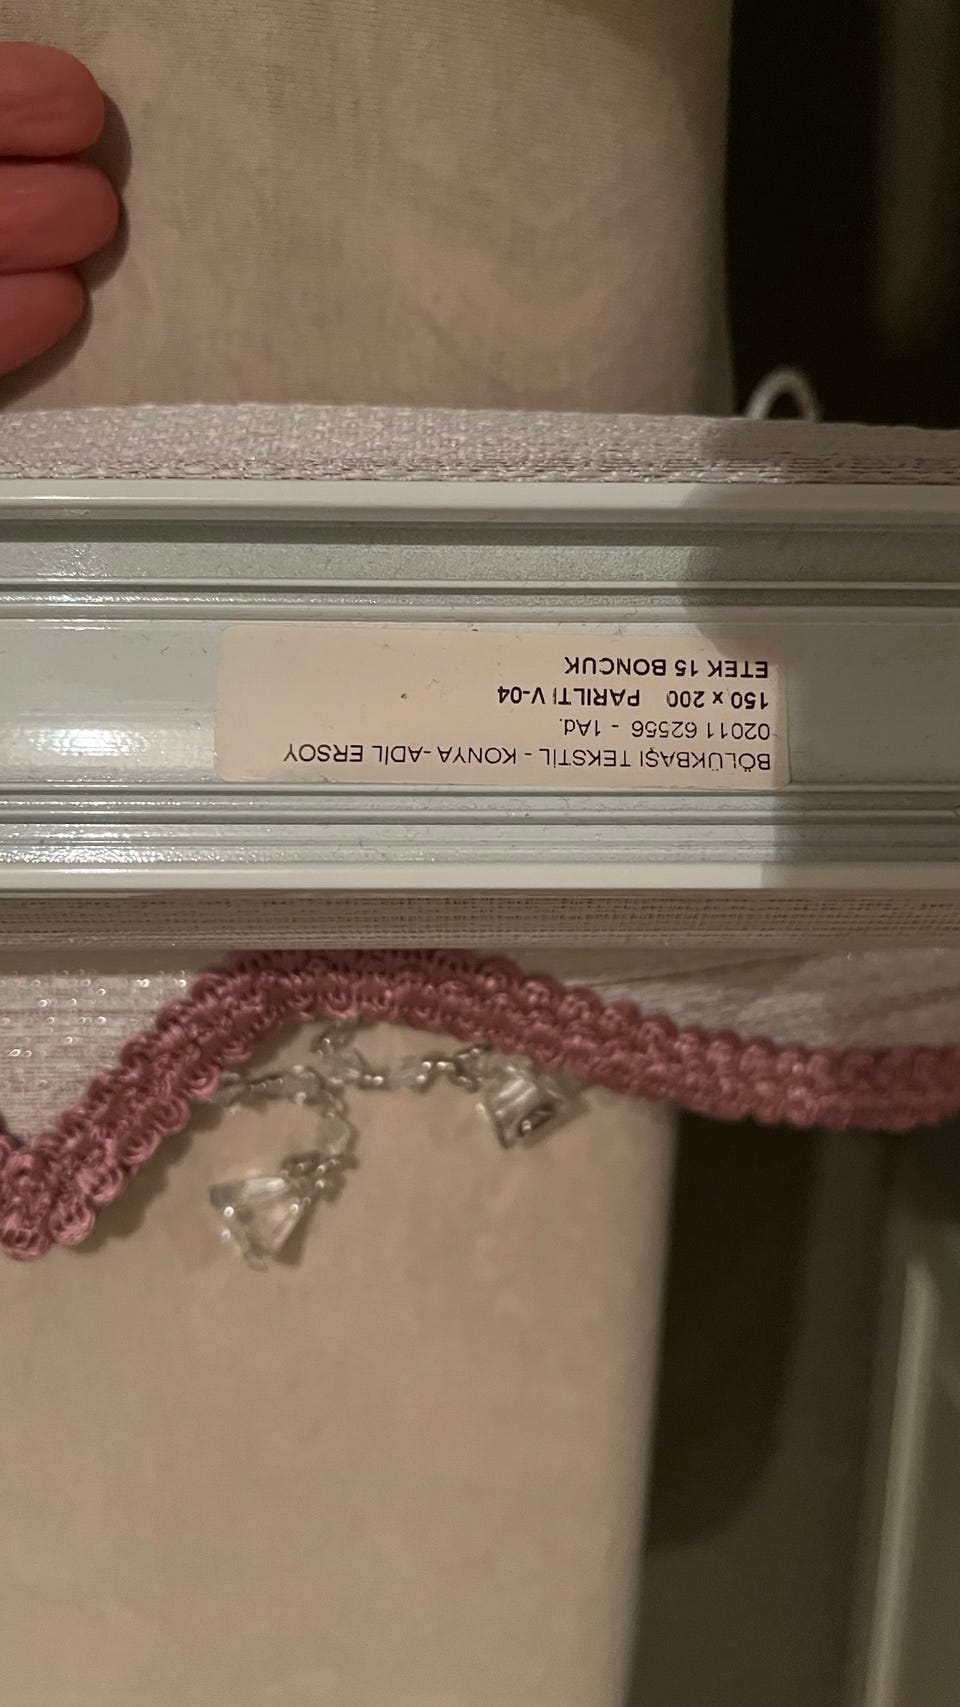 BÖLÜKBAŞI TEKSTİL - KONYA -ADİL ERSOY
02011 62556 - 1Ad.
150 x 200 PARILTI V-04
ETEK 15 BONCUK